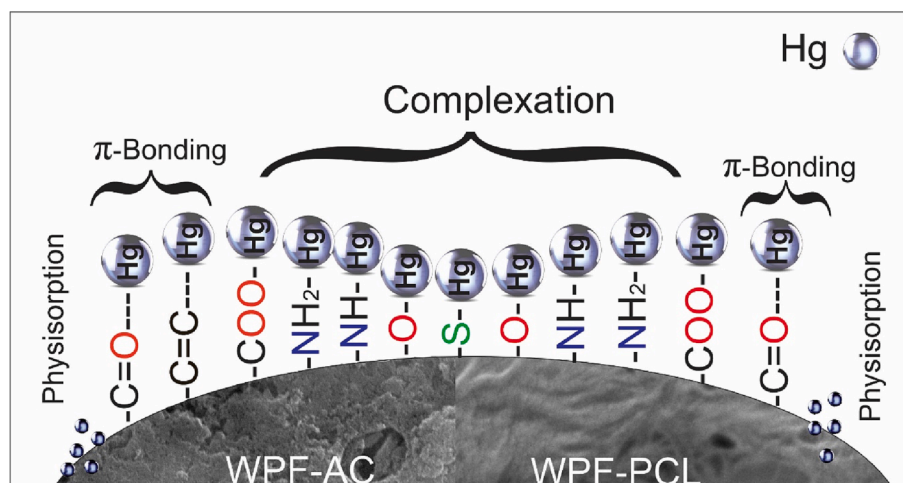 Hg
Complexation
π-Bonding
π-Bonding
Physisorption
C=O-----Hg
C=C-----Hg
-COO-Hg
-NH2-Hg
-NH-Hg
-O-Hg
-S-Hg
-O-Hg
-NH-Hg
-NH2-Hg
-COO-Hg
C=O-----Hg
Physisorption
WPF-AC
WPF-PCL